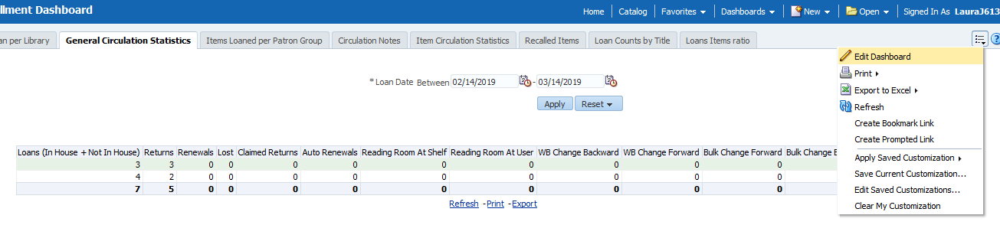 llment Dashboard Home Catalog Favorites Dashboards New Open Signed In As LauraJ613
an per Library General Circulation Statistics Items Loaned per Patron Group Circulation Notes Item Circulation Statistics Recalled Items Loan Counts by Title Loans Items ratio
Edit Dashboard
Print
Export to Excel
Refresh
Create Bookmark Link
Create Prompted Link
Apply Saved Customization
Save Current Customization...
Edit Saved Customizations...
Clear My Customization
*Loan Date Between 02/14/2019 - 03/14/2019
Apply Reset
Loans (In House + Not In House) Returns Renewals Lost Claimed Returns Auto Renewals Reading Room At Shelf Reading Room At User WB Change Backward WB Change Forward Bulk Change Forward Bulk Change B
3 3 0 0 0 0 0 0 0 0 0
4 2 0 0 0 0 0 0 0 0 0
7 5 0 0 0 0 0 0 0 0 0
Refresh - Print - Export